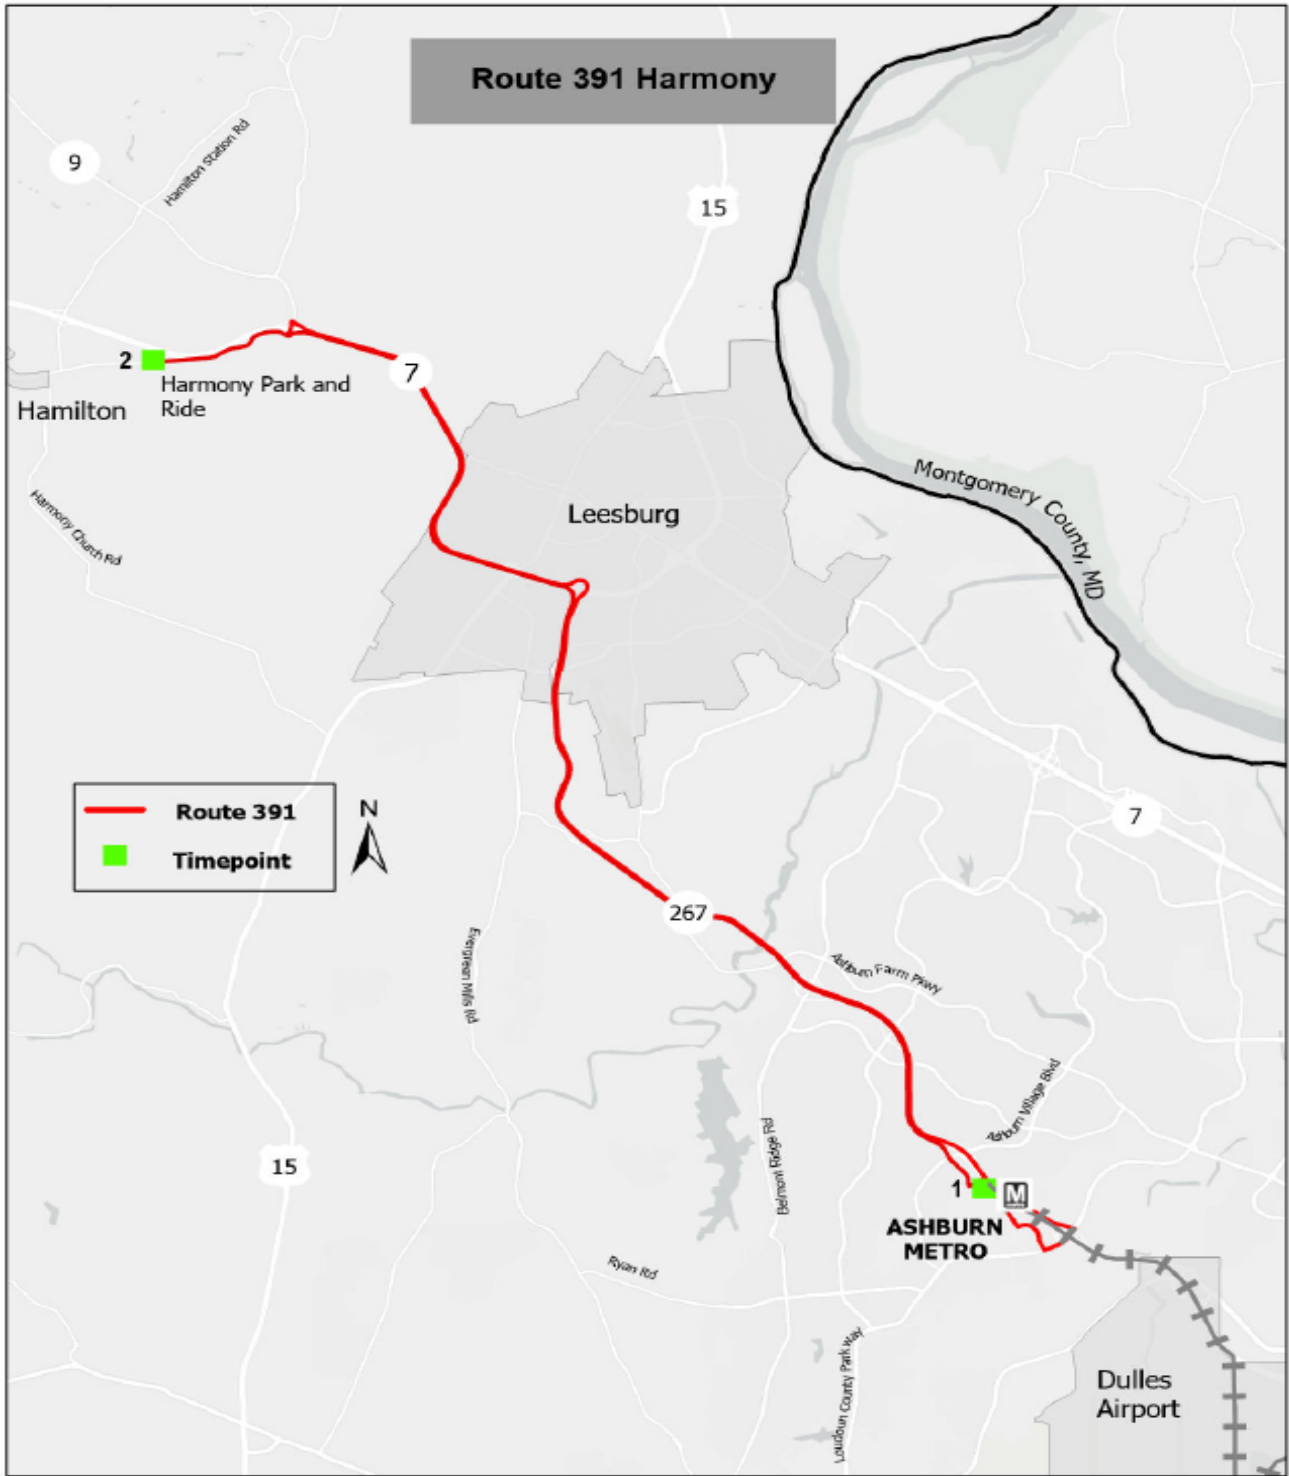 Route 391 Harmony
9
Hamilton Station Rd
15
2
Harmony Park and
Ride
7
Hamilton
Leesburg
Montgomery County, MD
Harmony Church Rd
Route 391
Timepoint
N
7
267
Evergreen Mills Rd
Ashburn Farm Pkwy
Ashburn Village Blvd
Belmont Ridge Rd
15
1
M
ASHBURN
METRO
Ryan Rd
Loudoun County Parkway
Dulles
Airport